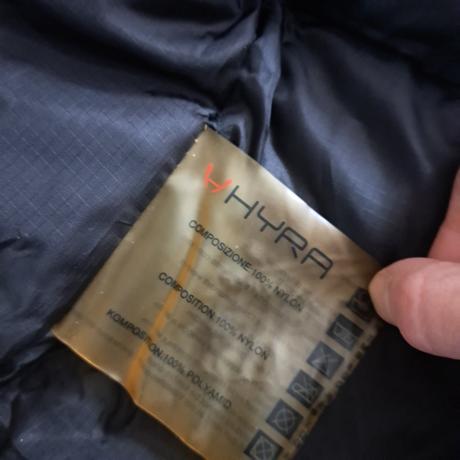 HYRA
COMPOSIZIONE:100% NYLON
COMPOSITION:100% NYLON
KOMPOSITION:100% POLYAMID